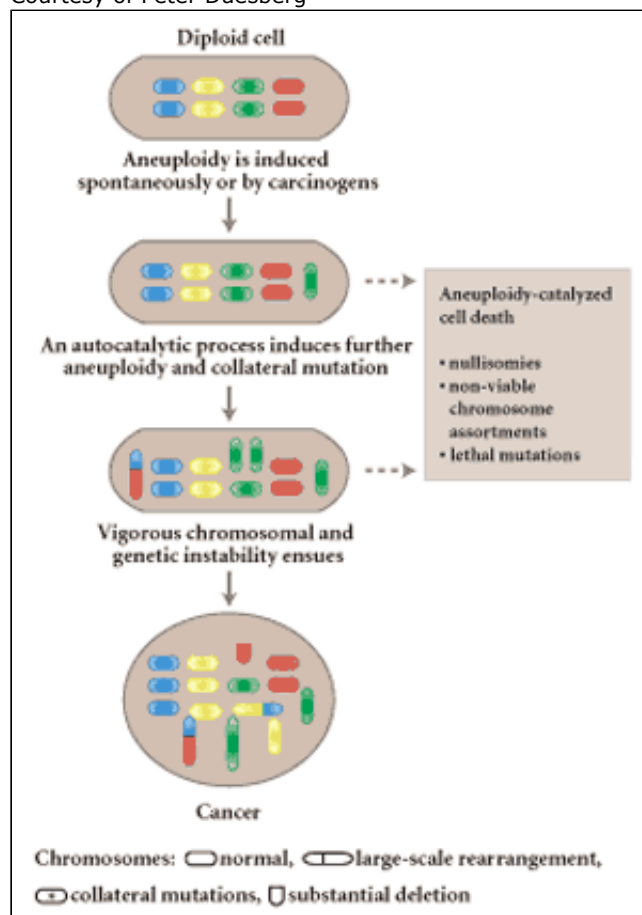 Courtesy of Peter Duesberg
Diploid cell
Aneuploidy is induced
spontaneously or by carcinogens
An autocatalytic process induces further
aneuploidy and collateral mutation
Aneuploidy-catalyzed
cell death
• nullisomies
• non-viable
chromosome
assortments
• lethal mutations
Vigorous chromosomal and
genetic instability ensues
Cancer
Chromosomes: normal, large-scale rearrangement,
collateral mutations, substantial deletion